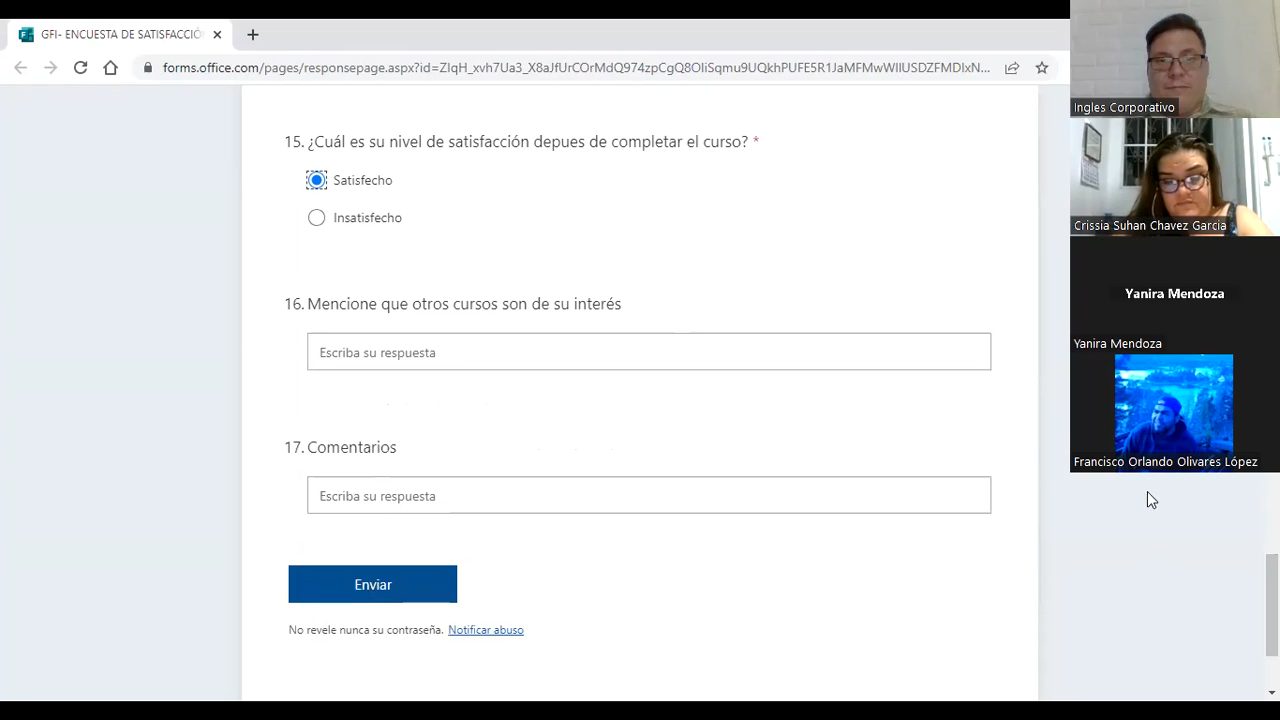 GFI- ENCUESTA DE SATISFACCIÓ
forms.office.com/pages/responsepage.aspx?id=ZIqH_xvh7Ua3_X8aJfUrCOrMdQ974zpCgQ8OIiSqmu9UQkhPUFE5R1JaMFMwWllUSDZFMDIxN...
15. ¿Cuál es su nivel de satisfacción depues de completar el curso? *
Satisfecho
Insatisfecho
16. Mencione que otros cursos son de su interés
Escriba su respuesta
17. Comentarios
Escriba su respuesta
Enviar
No revele nunca su contraseña. Notificar abuso
Ingles Corporativo
Crissia Suhan Chavez Garcia
Yanira Mendoza
Yanira Mendoza
Francisco Orlando Olivares López